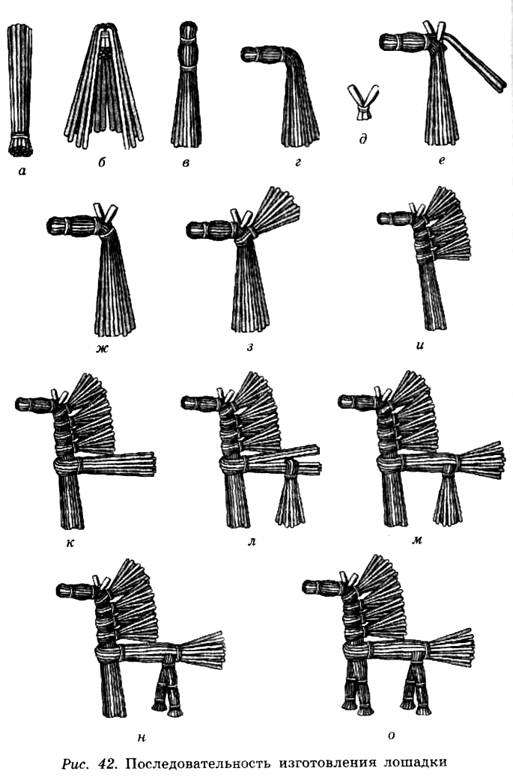 а б в г д е
ж з и
к л м
н о
Рис. 42. Последовательность изготовления лошадки